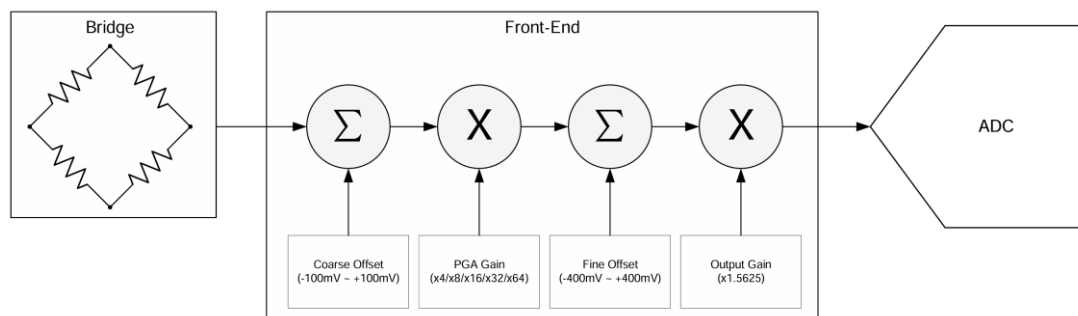 Bridge
Front-End
Σ
X
Σ
X
ADC
Coarse Offset
(-100mV ~ +100mV)
PGA Gain
(x4/x8/x16/x32/x64)
Fine Offset
(-400mV ~ +400mV)
Output Gain
(x1.5625)